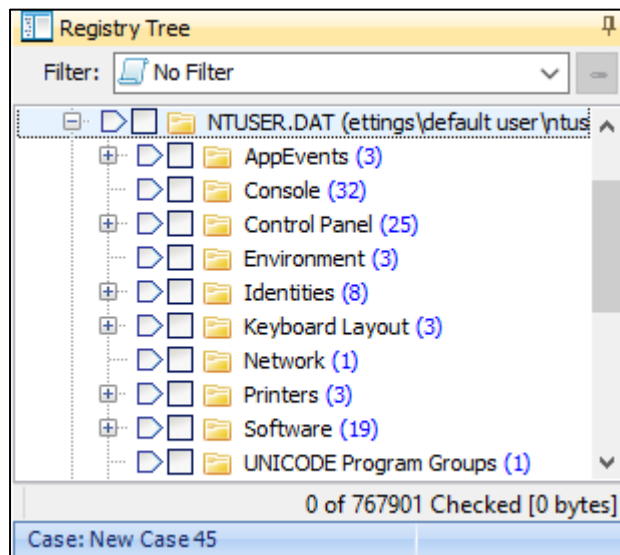 Registry Tree
Filter: No Filter
NTUSER.DAT (ettings\default user\ntus
AppEvents (3)
Console (32)
Control Panel (25)
Environment (3)
Identities (8)
Keyboard Layout (3)
Network (1)
Printers (3)
Software (19)
UNICODE Program Groups (1)
0 of 767901 Checked [0 bytes]
Case: New Case 45